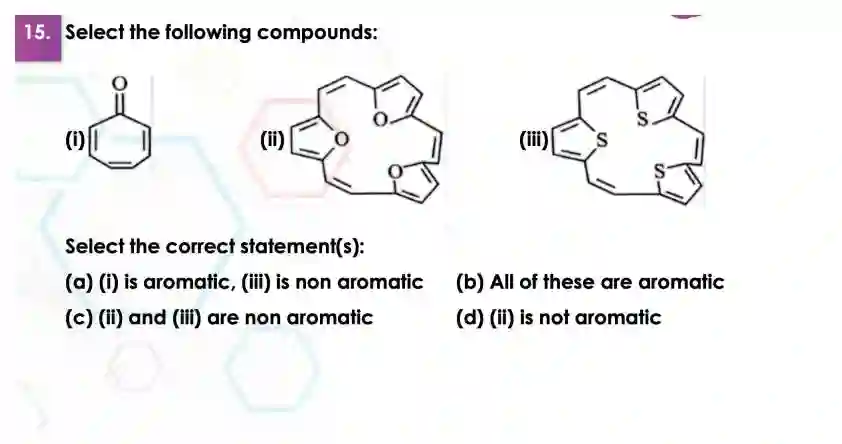 15. Select the following compounds:
(i) O (ii) O O O (iii) S S S
Select the correct statement(s):
(a) (i) is aromatic, (iii) is non aromatic (b) All of these are aromatic
(c) (ii) and (iii) are non aromatic (d) (ii) is not aromatic